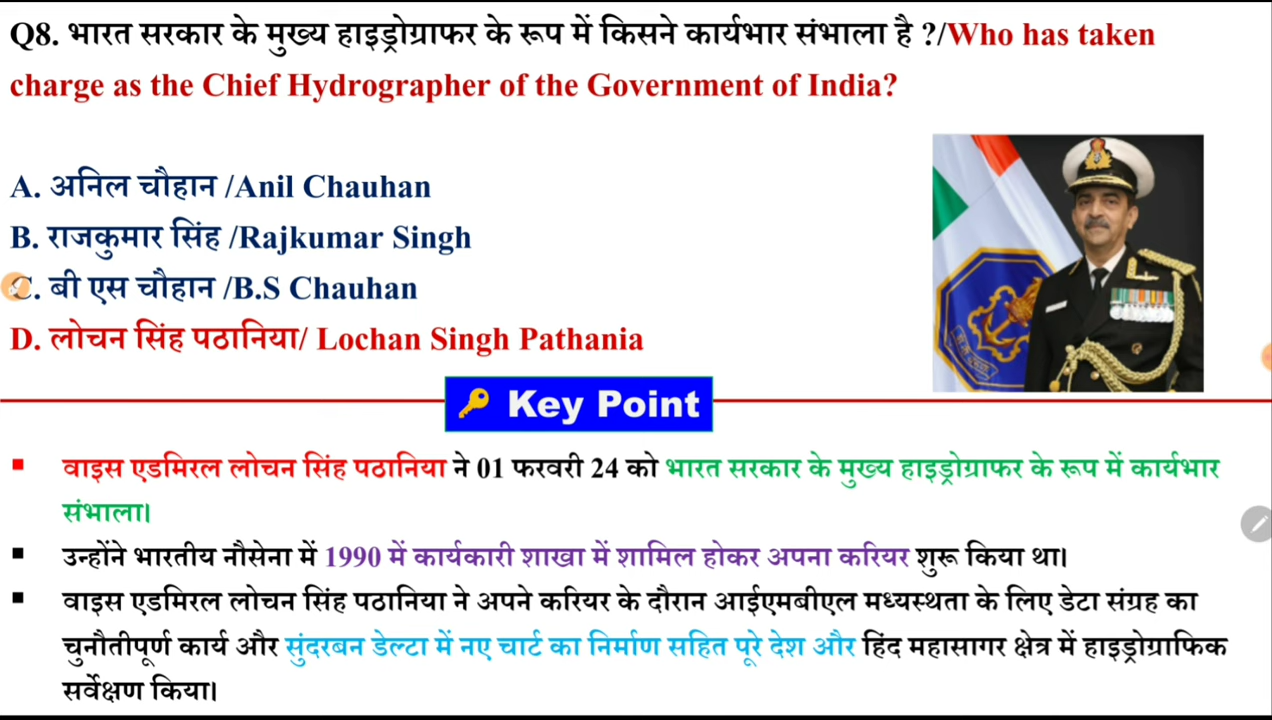 Q8. भारत सरकार के मुख्य हाइड्रोग्राफर के रूप में किसने कार्यभार संभाला है ?/Who has taken
charge as the Chief Hydrographer of the Government of India?
A. अनिल चौहान /Anil Chauhan
B. राजकुमार सिंह /Rajkumar Singh
C. बी एस चौहान /B.S Chauhan
D. लोचन सिंह पठानिया/ Lochan Singh Pathania
Key Point
वाइस एडमिरल लोचन सिंह पठानिया ने 01 फरवरी 24 को भारत सरकार के मुख्य हाइड्रोग्राफर के रूप में कार्यभार
संभाला।
उन्होंने भारतीय नौसेना में 1990 में कार्यकारी शाखा में शामिल होकर अपना करियर शुरू किया था।
वाइस एडमिरल लोचन सिंह पठानिया ने अपने करियर के दौरान आईएमबीएल मध्यस्थता के लिए डेटा संग्रह का
चुनौतीपूर्ण कार्य और सुंदरबन डेल्टा में नए चार्ट का निर्माण सहित पूरे देश और हिंद महासागर क्षेत्र में हाइड्रोग्राफिक
सर्वेक्षण किया।